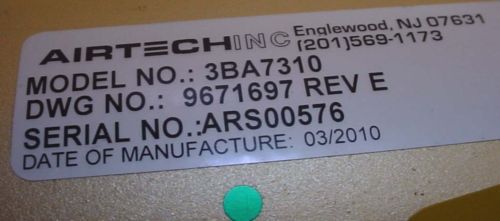 AIRTECHINC Englewood, NJ 07631
(201)569-1173
MODEL NO.: 3BA7310
DWG NO.: 9671697 REV E
SERIAL NO.:ARS00576
DATE OF MANUFACTURE: 03/2010